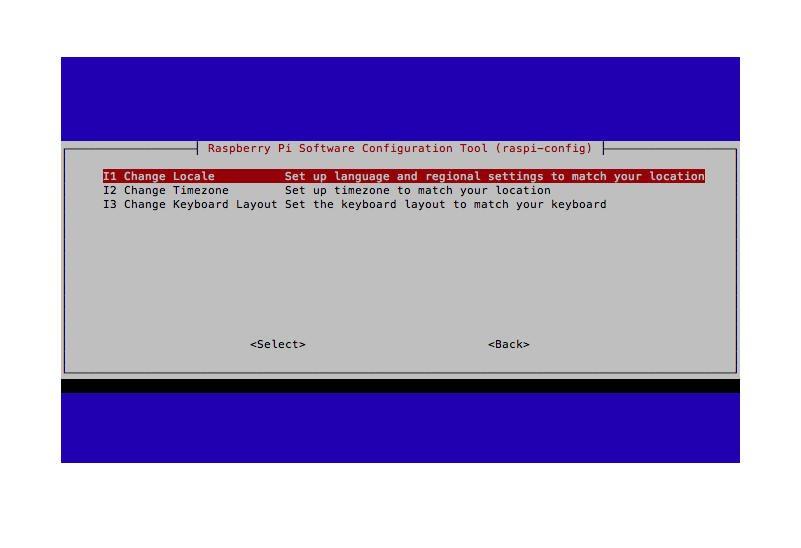 Raspberry Pi Software Configuration Tool (raspi-config)
I1 Change Locale Set up language and regional settings to match your location
I2 Change Timezone Set up timezone to match your location
I3 Change Keyboard Layout Set the keyboard layout to match your keyboard
<Select> <Back>